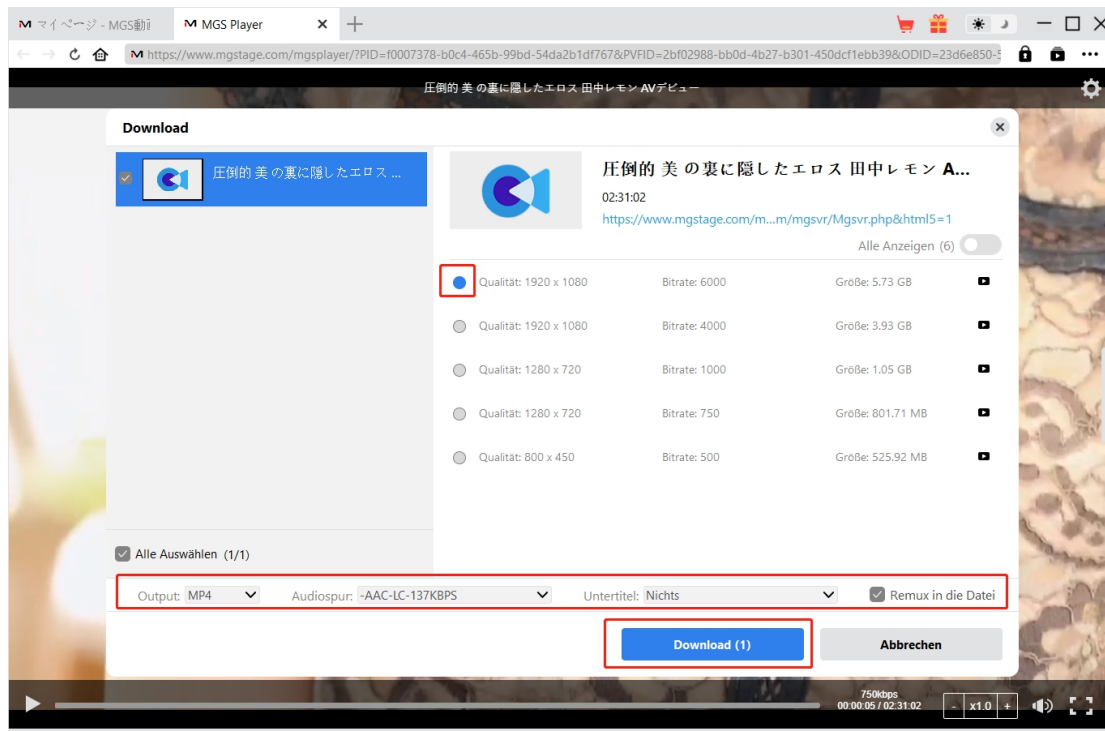 マイページ - MGS動
MGS Player
https://www.mgstage.com/mgsplayer/?PID=f0007378-b0c4-465b-99bd-54da2b1df767&PVFID=2bf02988-bb0d-4b27-b301-450dcf1ebb39&ODID=23d6e850-5
圧倒的 美 の裏に隠したエロス 田中レモン AVデビュー
Download
圧倒的 美 の裏に隠したエロス ...
圧倒的 美 の裏に隠したエロス 田中レモン A...
02:31:02
https://www.mgstage.com/m...m/mgsvr/Mgsvr.php&html5=1
Alle Anzeigen (6)
Qualität: 1920 x 1080 Bitrate: 6000 Größe: 5.73 GB
Qualität: 1920 x 1080 Bitrate: 4000 Größe: 3.93 GB
Qualität: 1280 x 720 Bitrate: 1000 Größe: 1.05 GB
Qualität: 1280 x 720 Bitrate: 750 Größe: 801.71 MB
Qualität: 800 x 450 Bitrate: 500 Größe: 525.92 MB
Alle Auswählen (1/1)
Output: MP4 Audiospur: -AAC-LC-137KBPS Untertitel: Nichts Remux in die Datei
Download (1) Abbrechen
750kbps
00:00:05 / 02:31:02 - x1.0 +